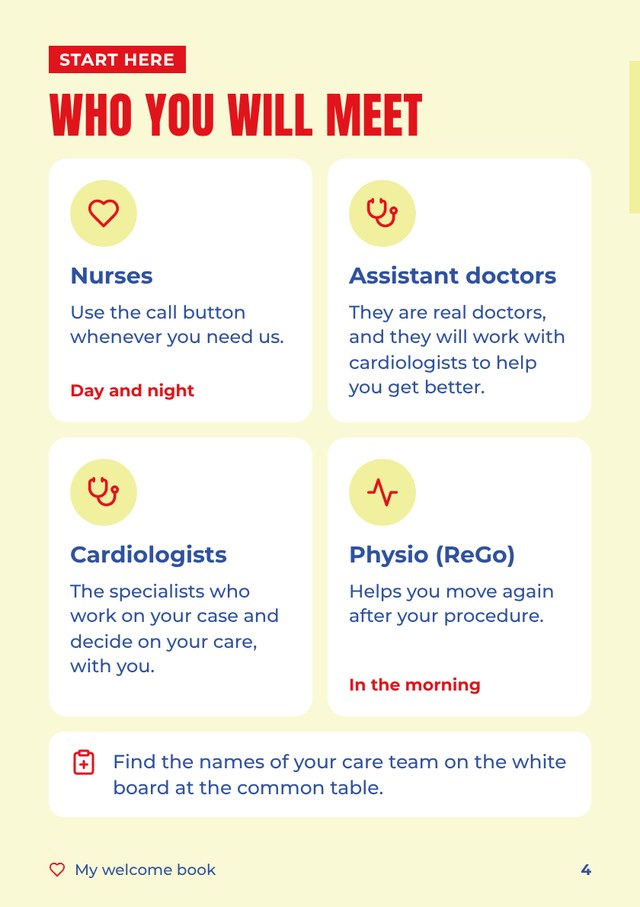 START HERE
WHO YOU WILL MEET
Nurses
Use the call button
whenever you need us.
Day and night
Assistant doctors
They are real doctors,
and they will work with
cardiologists to help
you get better.
Cardiologists
The specialists who
work on your case and
decide on your care,
with you.
Physio (ReGo)
Helps you move again
after your procedure.
In the morning
Find the names of your care team on the white
board at the common table.
My welcome book
4